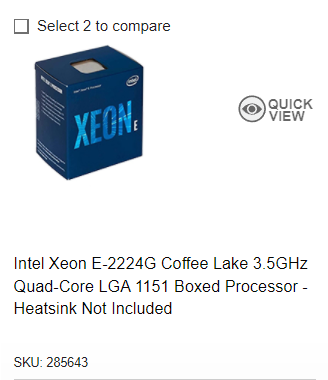 Select 2 to compare
XEON E
QUICK
VIEW
Intel Xeon E-2224G Coffee Lake 3.5GHz
Quad-Core LGA 1151 Boxed Processor -
Heatsink Not Included
SKU: 285643